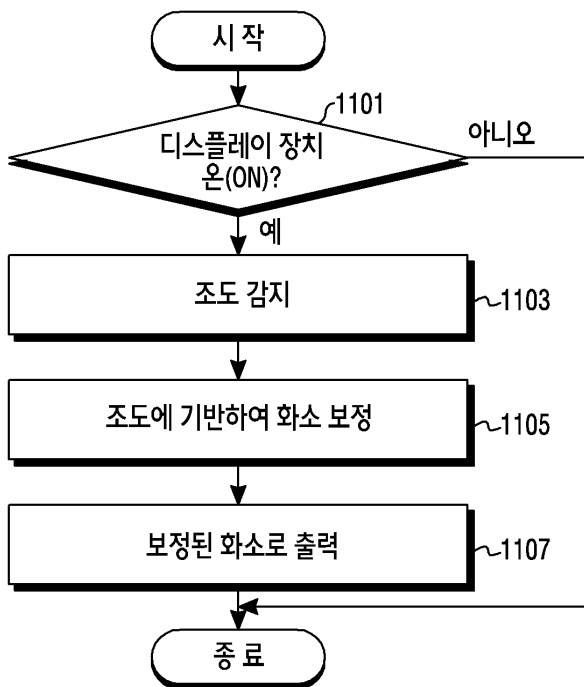 시 작
1101
디스플레이 장치
온(ON)?
아니오
예
조도 감지
1103
조도에 기반하여 화소 보정
1105
보정된 화소로 출력
1107
종 료